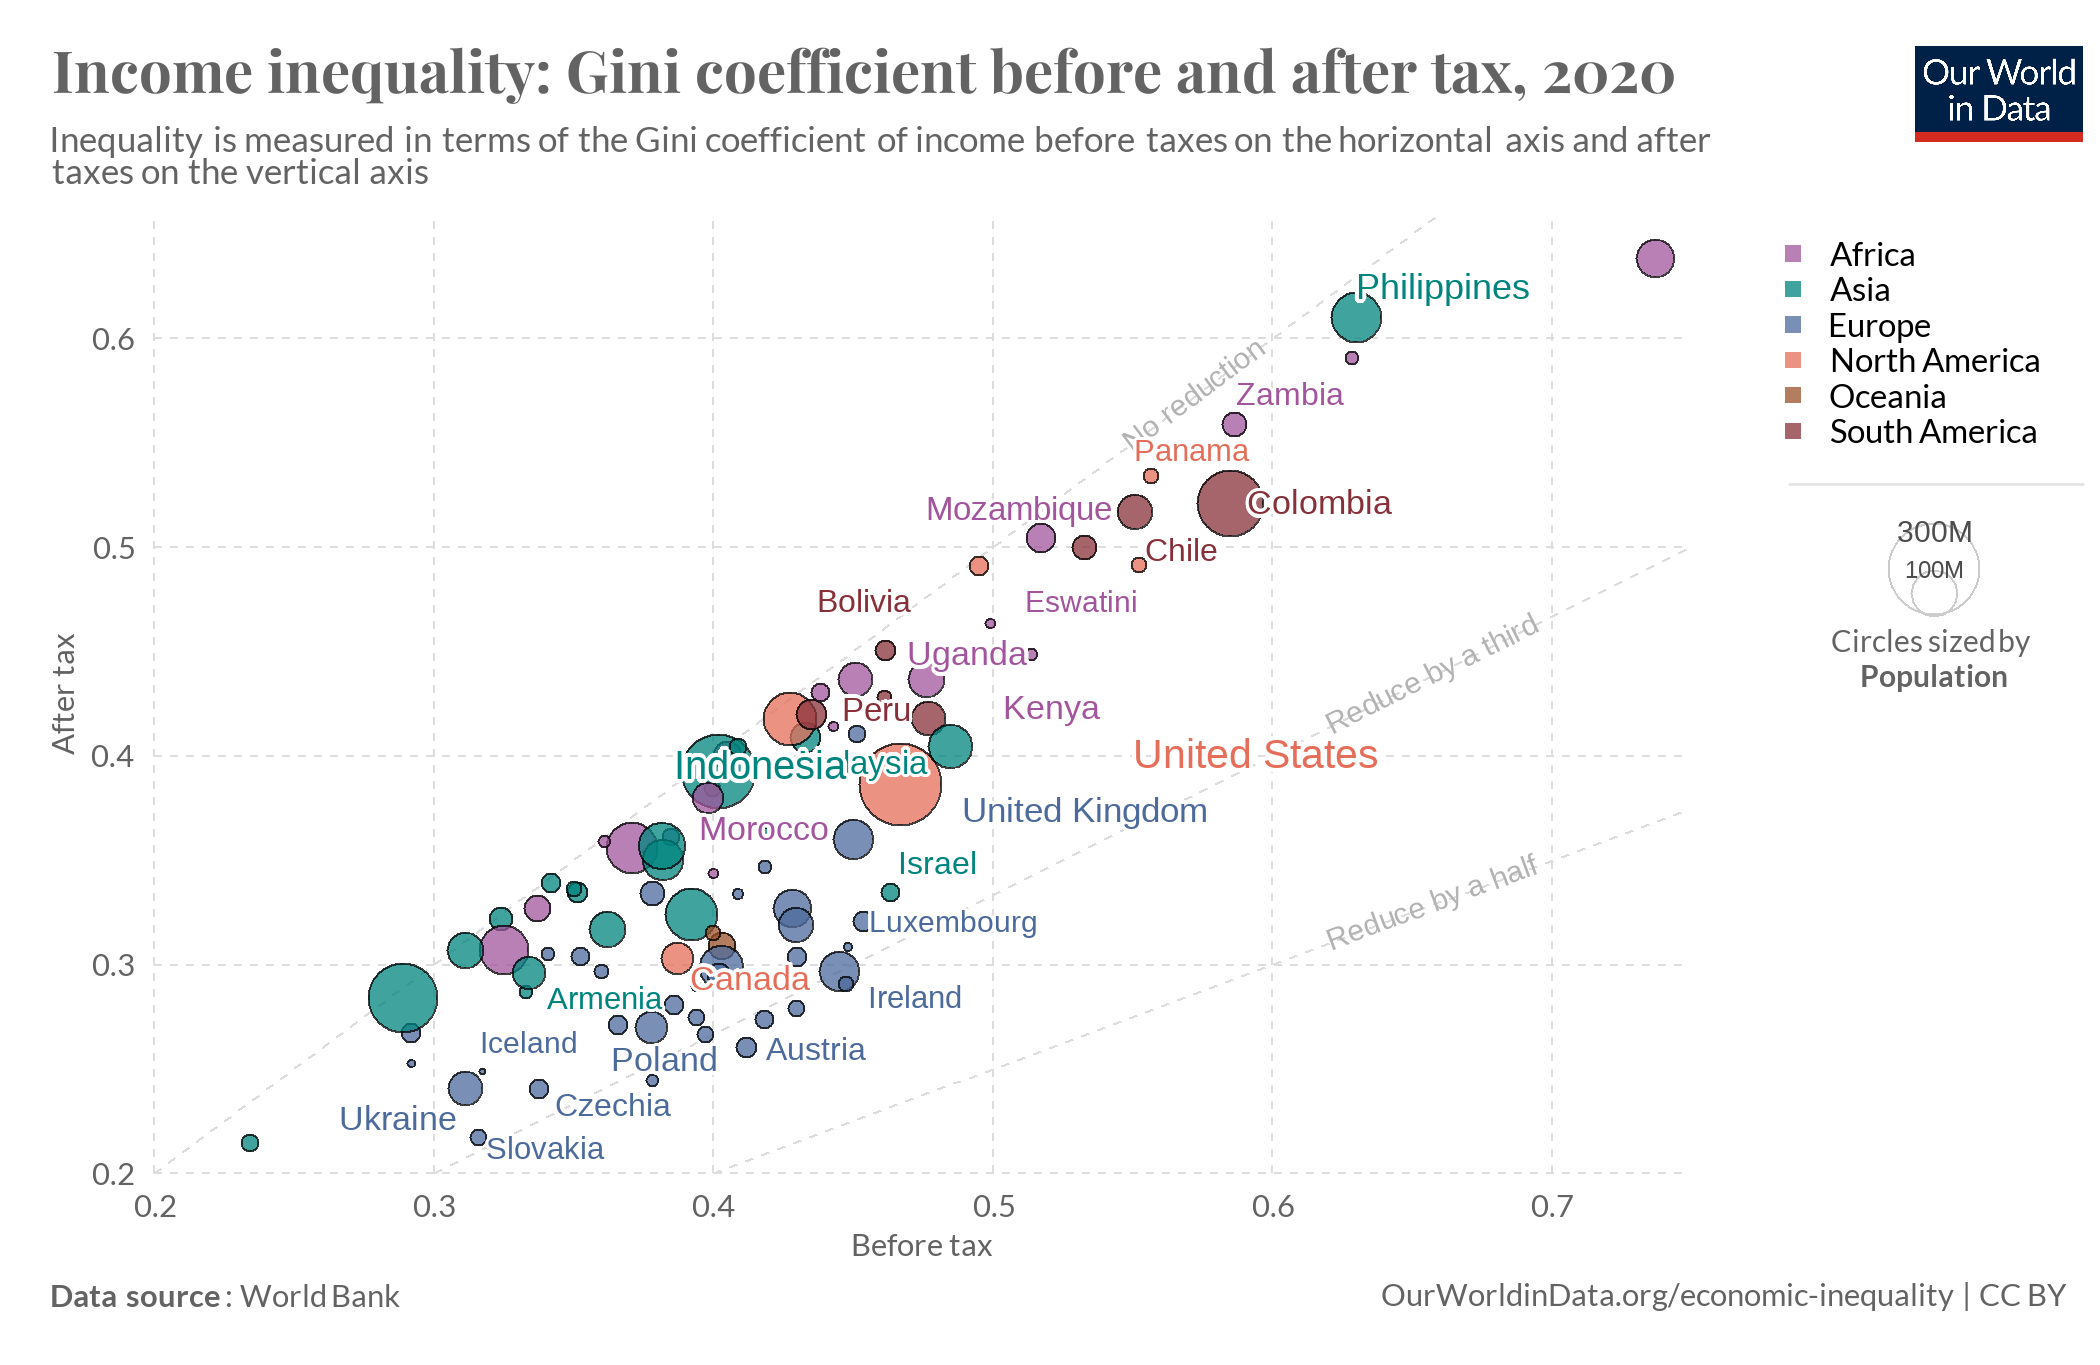 Income inequality: Gini coefficient before and after tax, 2020
Our World
in Data
Inequality is measured in terms of the Gini coefficient of income before taxes on the horizontal axis and after
taxes on the vertical axis
Africa
Asia
Europe
North America
Oceania
South America
300M
100M
Circles sized by
Population
After tax
0.6
0.5
0.4
0.3
0.2
No reduction
Reduce by a third
Reduce by a half
Philippines
Zambia
Panama
Colombia
Mozambique
Chile
Bolivia
Eswatini
Uganda
Peru
Kenya
United States
Indonesia
aysia
United Kingdom
Morocco
Israel
Luxembourg
Canada
Ireland
Armenia
Iceland
Poland
Austria
Czechia
Ukraine
Slovakia
0.2
0.3
0.4
0.5
0.6
0.7
Before tax
Data source: World Bank
OurWorldinData.org/economic-inequality | CC BY